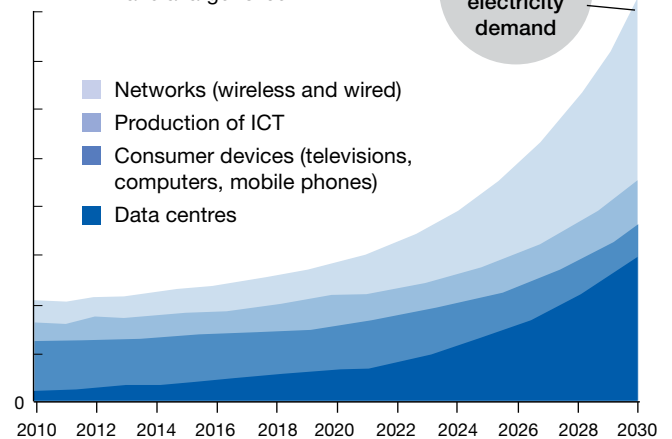 electricity
demand
Networks (wireless and wired)
Production of ICT
Consumer devices (televisions,
computers, mobile phones)
Data centres
0
2010 2012 2014 2016 2018 2020 2022 2024 2026 2028 2030